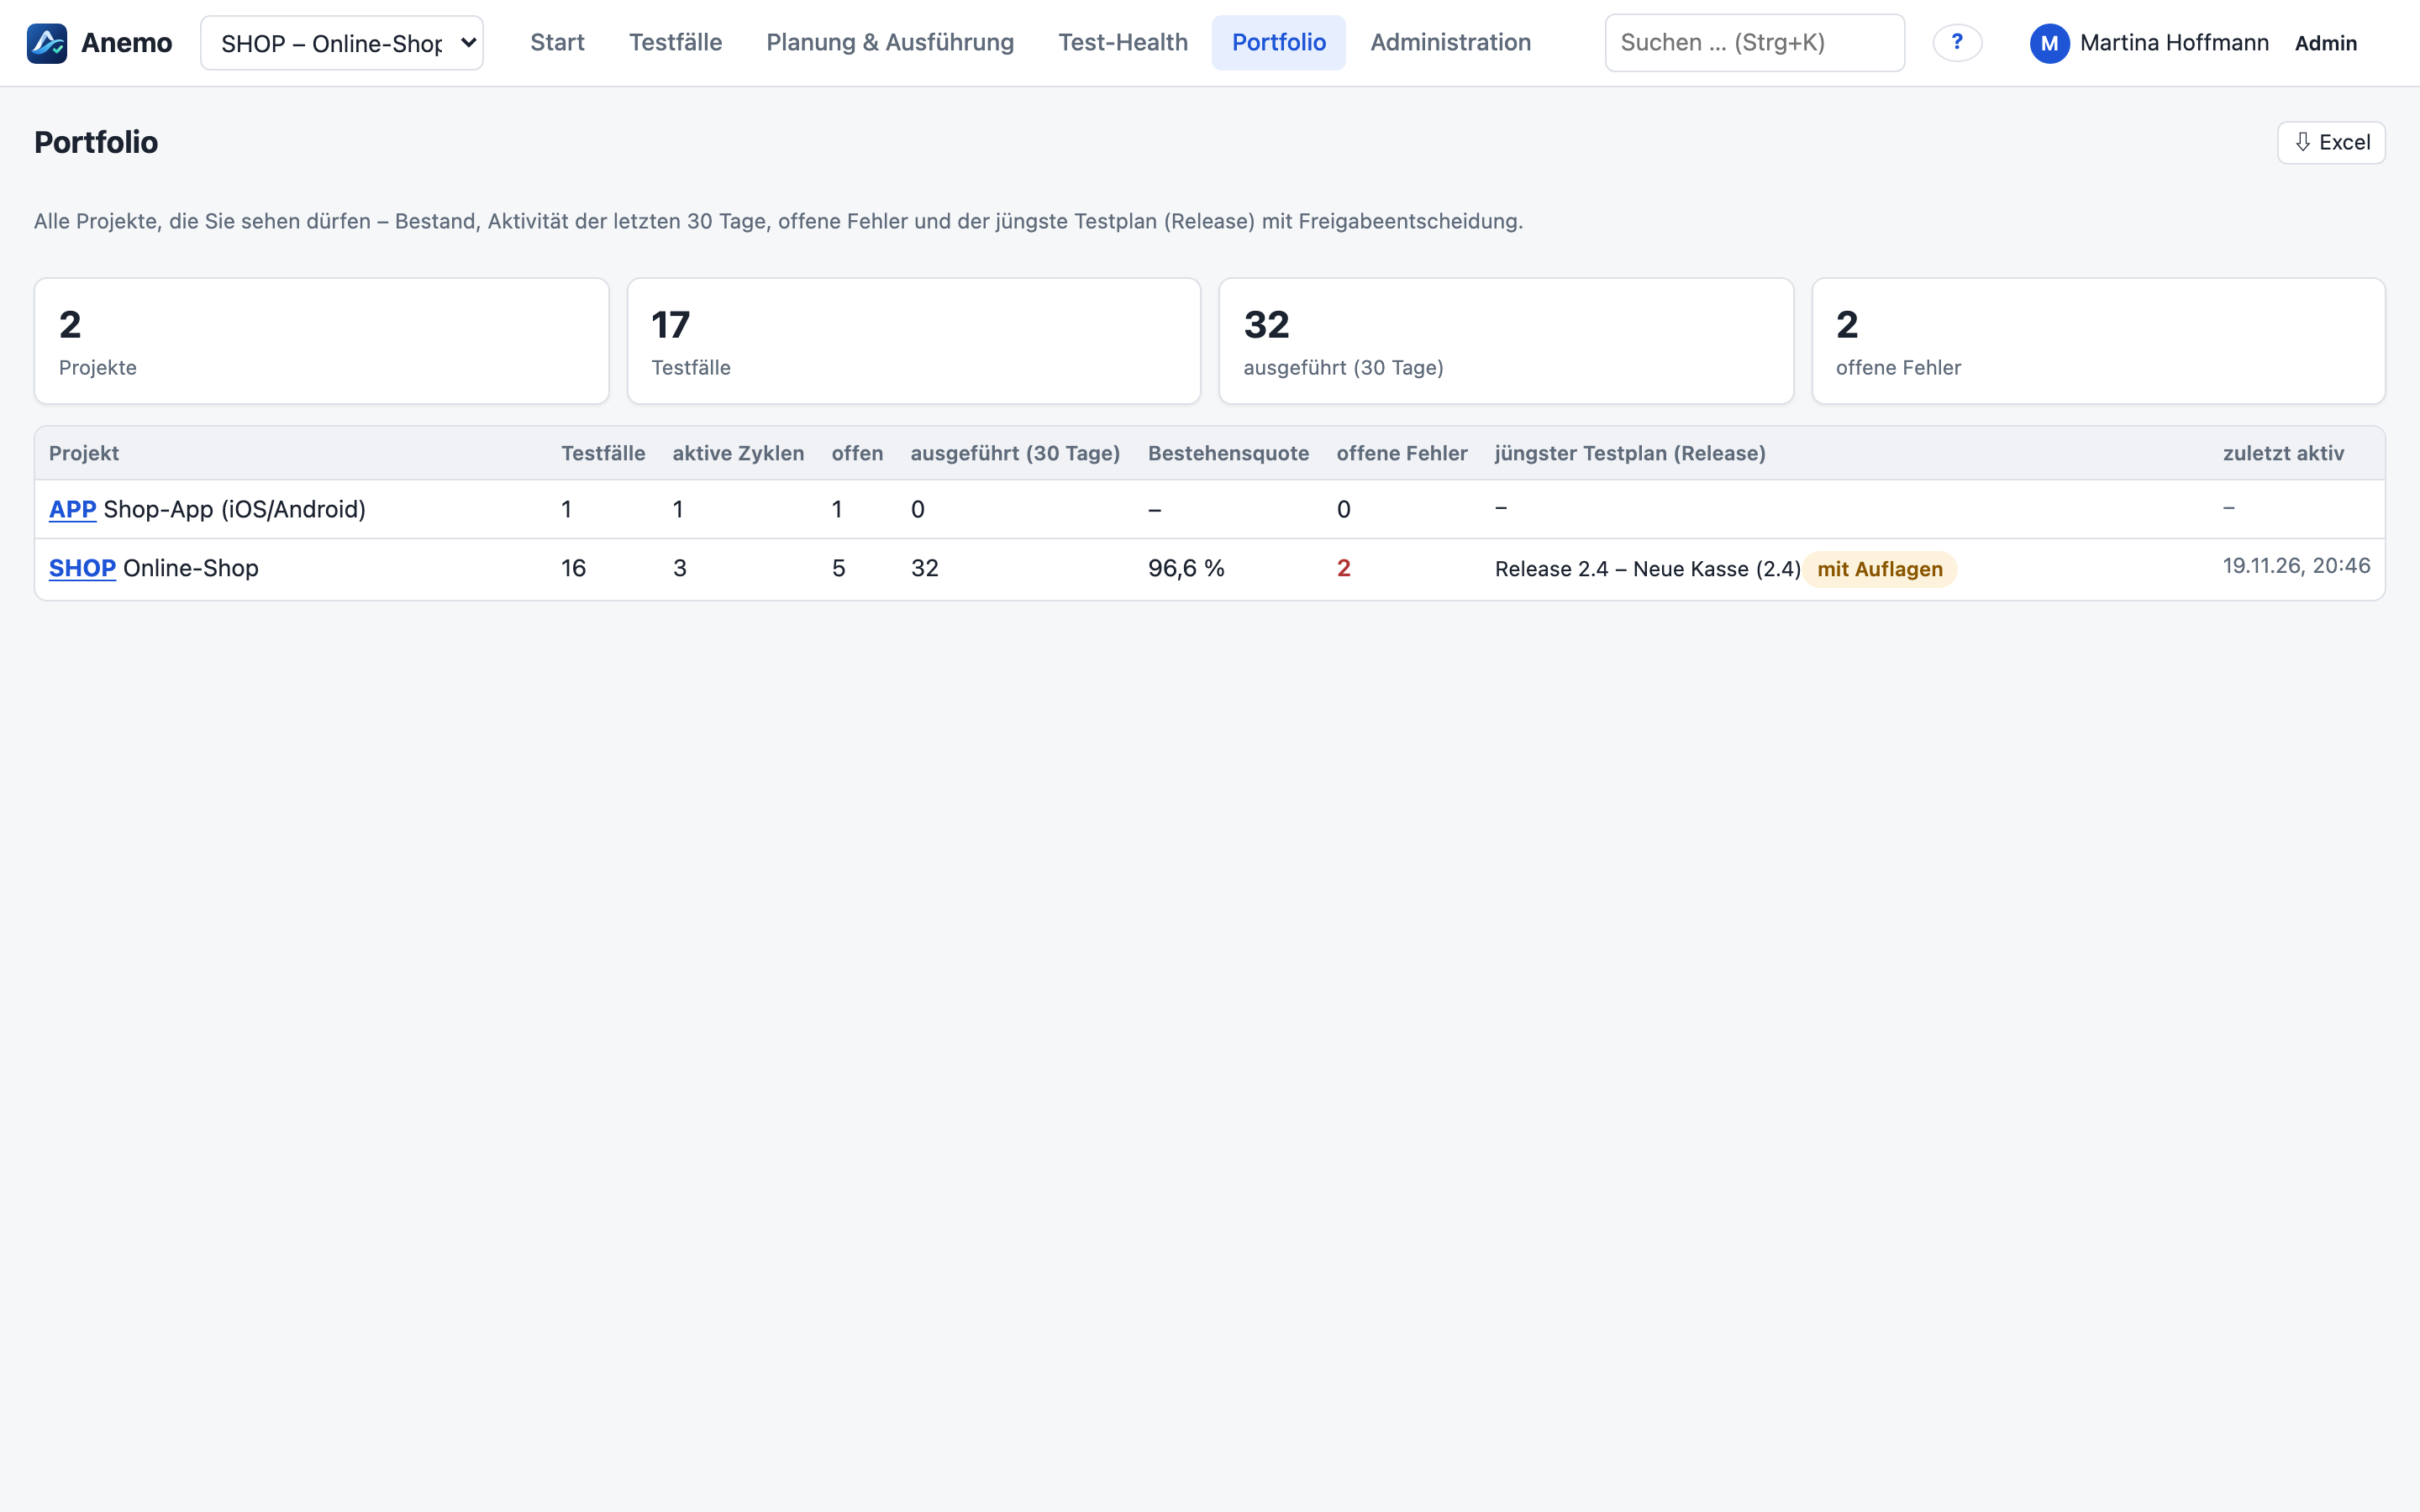 Anemo
SHOP – Online-Shop
Start
Testfälle
Planung & Ausführung
Test-Health
Portfolio
Administration
Suchen … (Strg+K)
?
M
Martina Hoffmann
Admin
Portfolio
⇩ Excel
Alle Projekte, die Sie sehen dürfen – Bestand, Aktivität der letzten 30 Tage, offene Fehler und der jüngste Testplan (Release) mit Freigabeentscheidung.
2
Projekte
17
Testfälle
32
ausgeführt (30 Tage)
2
offene Fehler
Projekt Testfälle aktive Zyklen offen ausgeführt (30 Tage) Bestehensquote offene Fehler jüngster Testplan (Release) zuletzt aktiv
APP Shop-App (iOS/Android) 1 1 1 0 – 0 – –
SHOP Online-Shop 16 3 5 32 96,6 % 2 Release 2.4 – Neue Kasse (2.4) mit Auflagen 19.11.26, 20:46